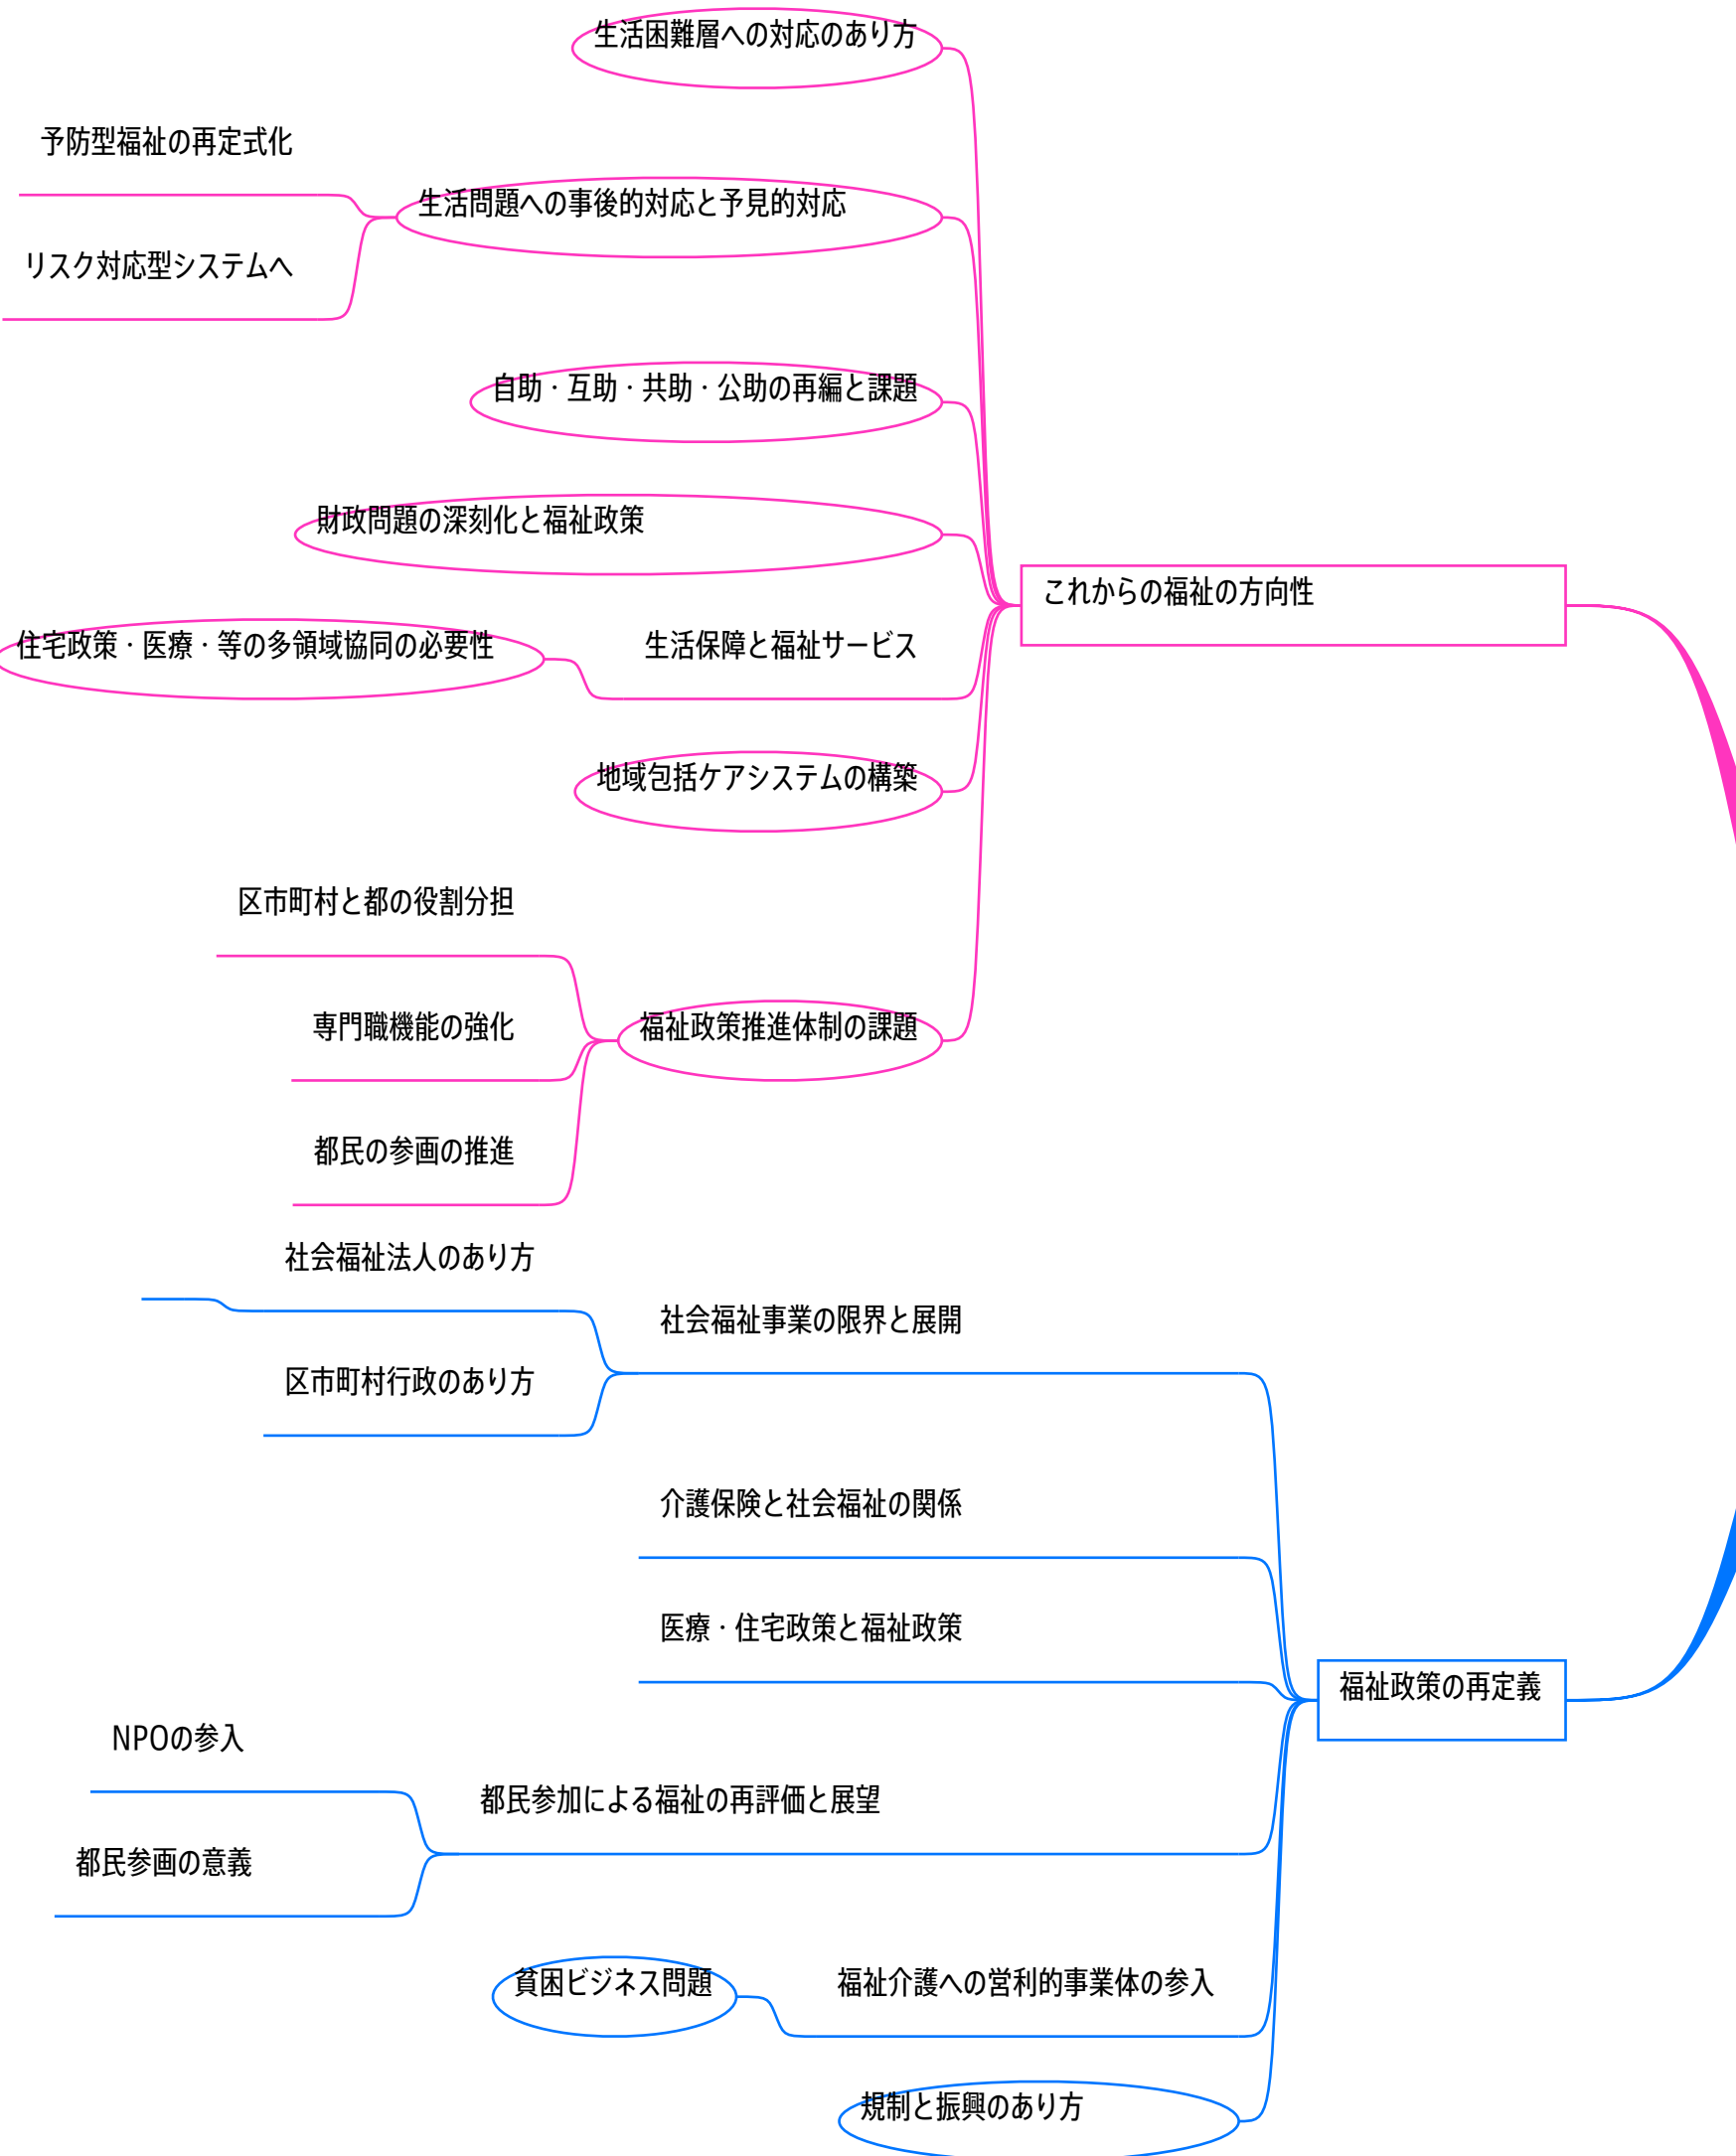 生活困難層への対応のあり方
予防型福祉の再定式化
生活問題への事後的対応と予見的対応
リスク対応型システムへ
自助・互助・共助・公助の再編と課題
財政問題の深刻化と福祉政策
これからの福祉の方向性
住宅政策・医療・等の多領域協同の必要性
生活保障と福祉サービス
地域包括ケアシステムの構築
区市町村と都の役割分担
専門職機能の強化
福祉政策推進体制の課題
都民の参画の推進
社会福祉法人のあり方
社会福祉事業の限界と展開
区市町村行政のあり方
介護保険と社会福祉の関係
医療・住宅政策と福祉政策
福祉政策の再定義
NPOの参入
都民参加による福祉の再評価と展望
都民参画の意義
貧困ビジネス問題
福祉介護への営利的事業体の参入
規制と振興のあり方